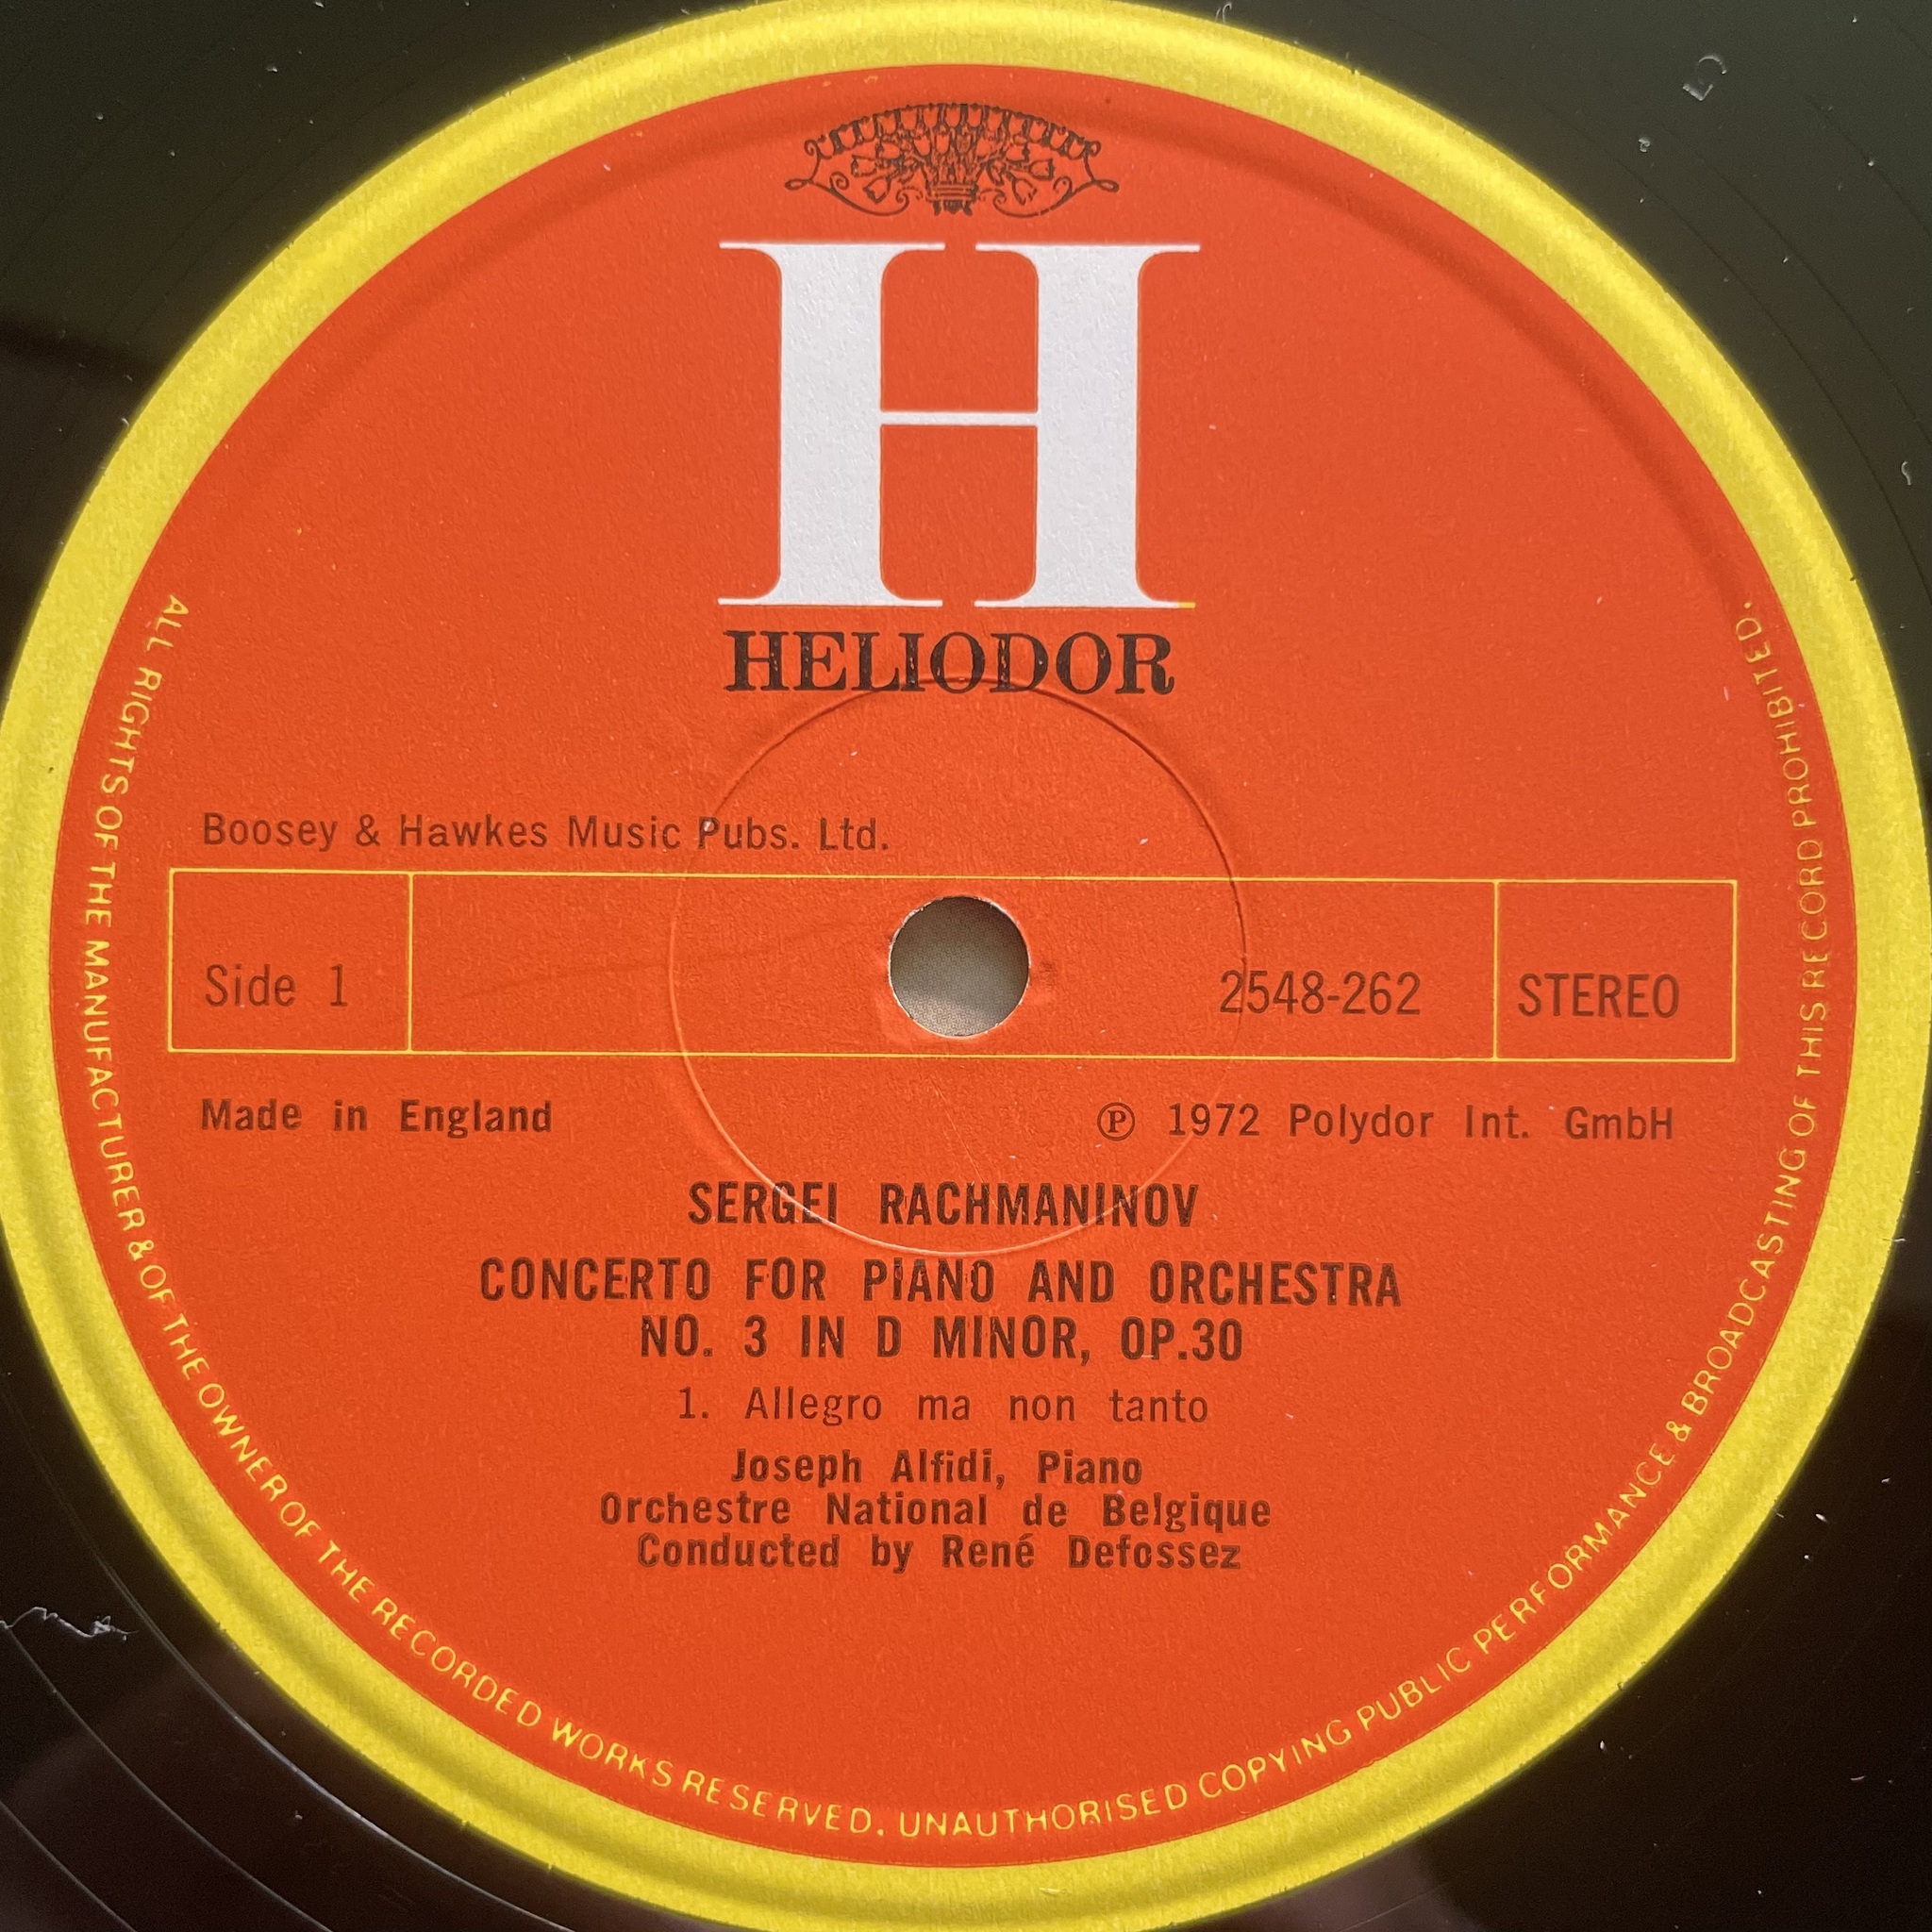 H
HELIODOR
Boosey & Hawkes Music Pubs. Ltd.
Side 1
2548-262
STEREO
Made in England
℗ 1972 Polydor Int. GmbH
SERGEI RACHMANINOV
CONCERTO FOR PIANO AND ORCHESTRA
NO. 3 IN D MINOR, OP.30
1. Allegro ma non tanto
Joseph Alfidi, Piano
Orchestre National de Belgique
Conducted by René Defossez
ALL RIGHTS OF THE MANUFACTURER & OF THE OWNER OF THE RECORDED WORKS RESERVED. UNAUTHORISED COPYING PUBLIC PERFORMANCE & BROADCASTING OF THIS RECORD PROHIBITED.